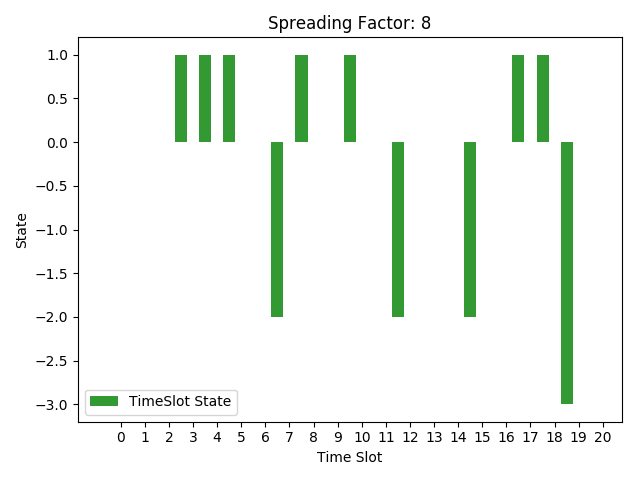 Spreading Factor: 8
1.0
0.5
0.0
−0.5
−1.0
−1.5
−2.0
−2.5
−3.0
State
TimeSlot State
0 1 2 3 4 5 6 7 8 9 10 11 12 13 14 15 16 17 18 19 20
Time Slot